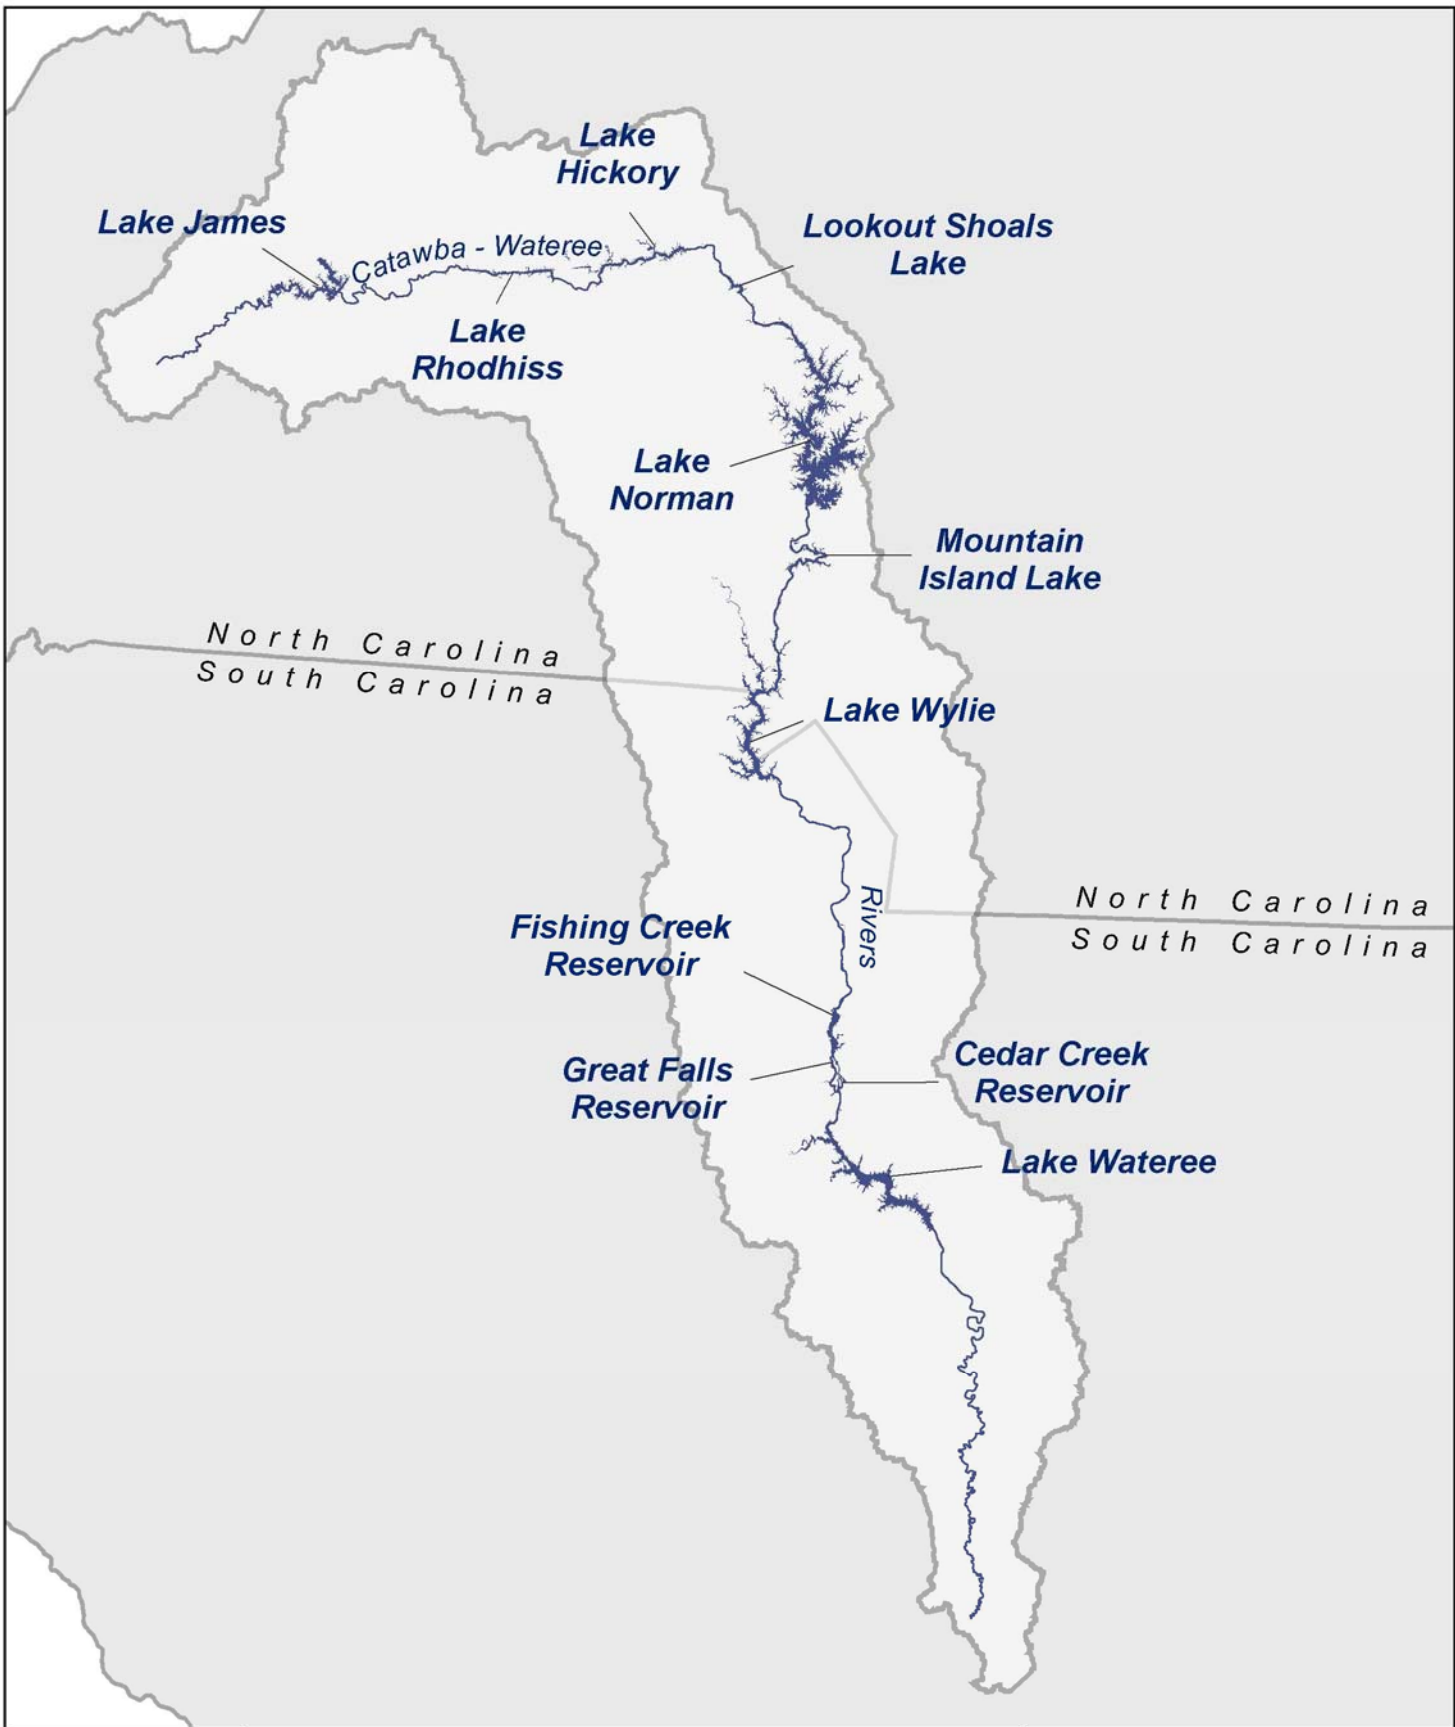 Lake
Hickory
Lake James
Lookout Shoals
Lake
Catawba - Wateree
Lake
Rhodhiss
Lake
Norman
Mountain
Island Lake
North Carolina
South Carolina
Lake Wylie
Rivers
North Carolina
South Carolina
Fishing Creek
Reservoir
Great Falls
Reservoir
Cedar Creek
Reservoir
Lake Wateree